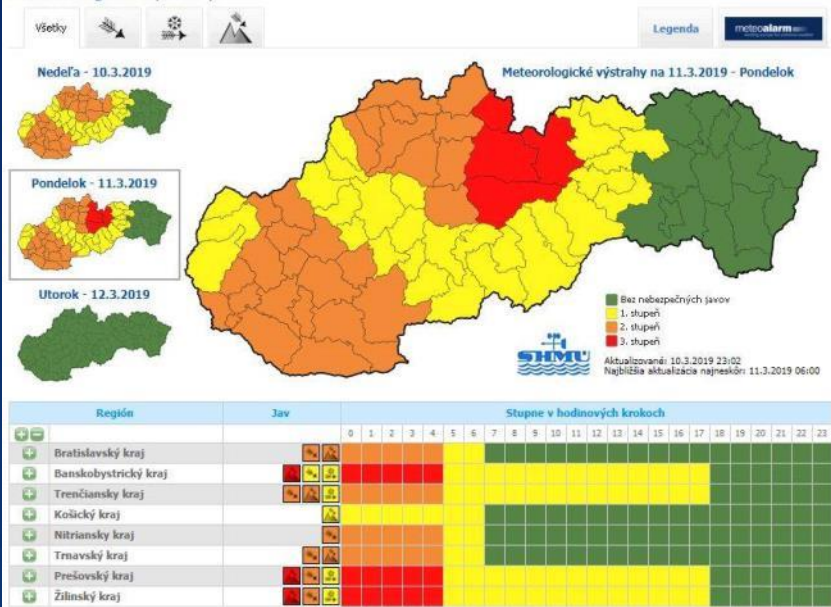 Všetky
Legenda
meteoalarm
Nedeľa - 10.3.2019
Meteorologické výstrahy na 11.3.2019 - Pondelok
Pondelok - 11.3.2019
Utorok - 12.3.2019
Bez nebezpečných javov
1. stupeň
2. stupeň
3. stupeň
SHMÚ
Aktualizované: 10.3.2019 23:02
Najbližšia aktualizácia najneskôr: 11.3.2019 06:00
Región Jav Stupne v hodinových krokoch
0 1 2 3 4 5 6 7 8 9 10 11 12 13 14 15 16 17 18 19 20 21 22 23
Bratislavský kraj
Banskobystrický kraj
Trenčiansky kraj
Košický kraj
Nitriansky kraj
Trnavský kraj
Prešovský kraj
Žilinský kraj